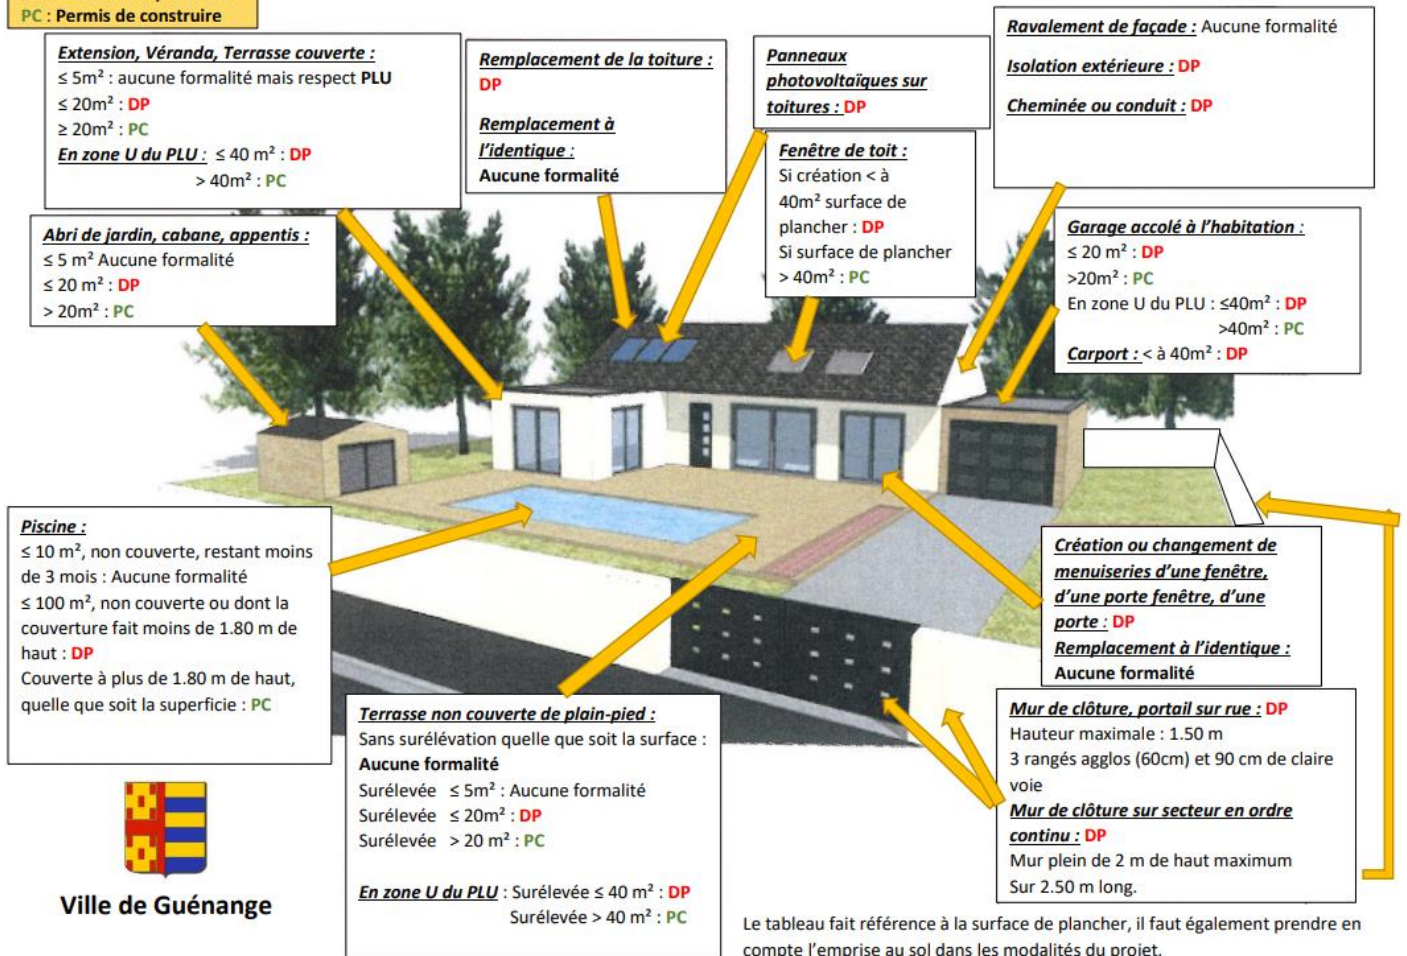 PC : Permis de construire
Extension, Véranda, Terrasse couverte :
≤ 5m² : aucune formalité mais respect PLU
≤ 20m² : DP
≥ 20m² : PC
En zone U du PLU : ≤ 40 m² : DP
> 40m² : PC
Remplacement de la toiture :
DP
Remplacement à
l’identique :
Aucune formalité
Panneaux
photovoltaïques sur
toitures : DP
Ravalement de façade : Aucune formalité
Isolation extérieure : DP
Cheminée ou conduit : DP
Abri de jardin, cabane, appentis :
≤ 5 m² Aucune formalité
≤ 20 m² : DP
> 20m² : PC
Fenêtre de toit :
Si création < à
40m² surface de
plancher : DP
Si surface de plancher
> 40m² : PC
Garage accolé à l’habitation :
≤ 20 m² : DP
>20m² : PC
En zone U du PLU : ≤40m² : DP
>40m² : PC
Carport : < à 40m² : DP
Piscine :
≤ 10 m², non couverte, restant moins
de 3 mois : Aucune formalité
≤ 100 m², non couverte ou dont la
couverture fait moins de 1.80 m de
haut : DP
Couverte à plus de 1.80 m de haut,
quelle que soit la superficie : PC
Création ou changement de
menuiseries d’une fenêtre,
d’une porte fenêtre, d’une
porte : DP
Remplacement à l’identique :
Aucune formalité
Terrasse non couverte de plain-pied :
Sans surélévation quelle que soit la surface :
Aucune formalité
Surélevée ≤ 5m² : Aucune formalité
Surélevée ≤ 20m² : DP
Surélevée > 20 m² : PC
En zone U du PLU : Surélevée ≤ 40 m² : DP
Surélevée > 40 m² : PC
Mur de clôture, portail sur rue : DP
Hauteur maximale : 1.50 m
3 rangés agglos (60cm) et 90 cm de claire
voie
Mur de clôture sur secteur en ordre
continu : DP
Mur plein de 2 m de haut maximum
Sur 2.50 m long.
Ville de Guénange
Le tableau fait référence à la surface de plancher, il faut également prendre en
compte l’emprise au sol dans les modalités du projet.